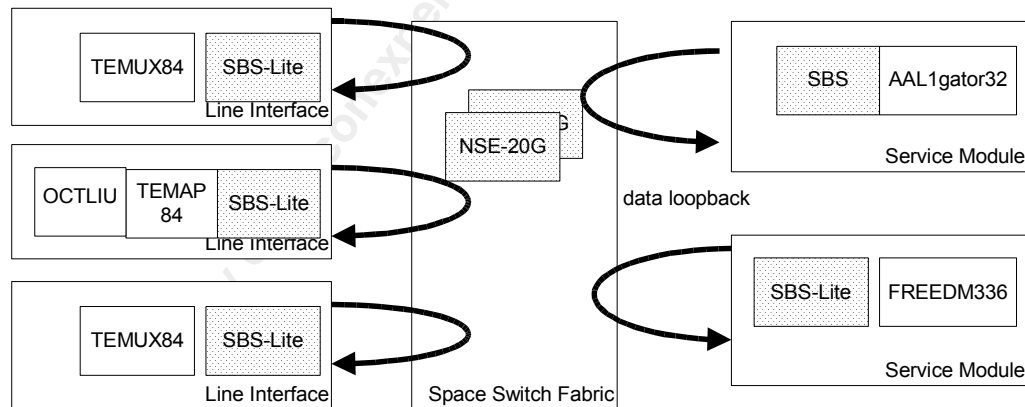 TEMUX84
SBS-Lite
Line Interface
SBS
AAL1gator32
Service Module
NSE-20G
G
OCTLIU
TEMAP
84
SBS-Lite
Line Interface
data loopback
TEMUX84
SBS-Lite
Line Interface
Space Switch Fabric
SBS-Lite
FREEDM336
Service Module